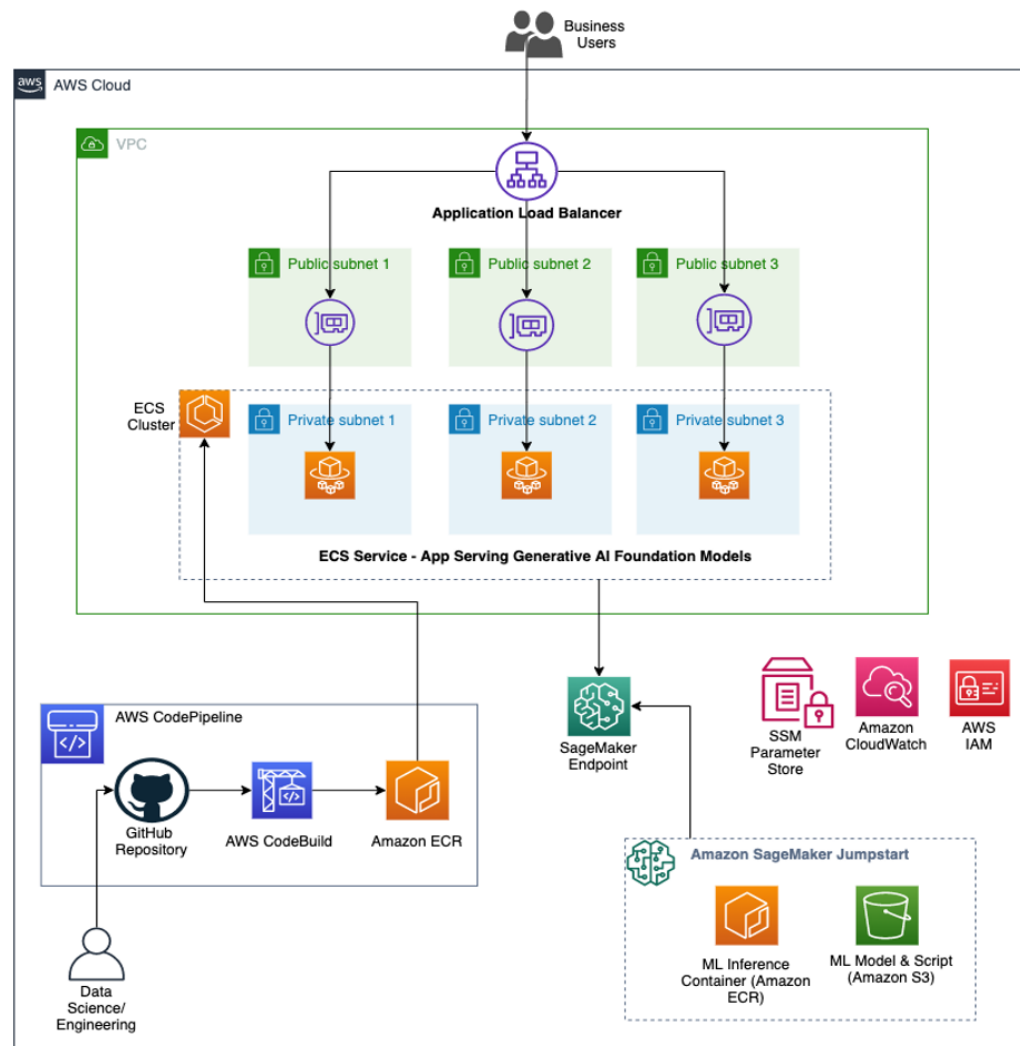 Business
Users
aws
AWS Cloud
VPC
Application Load Balancer
Public subnet 1
Public subnet 2
Public subnet 3
ECS
Cluster
Private subnet 1
Private subnet 2
Private subnet 3
ECS Service - App Serving Generative AI Foundation Models
AWS CodePipeline
GitHub
Repository
AWS CodeBuild
Amazon ECR
SageMaker
Endpoint
SSM
Parameter
Store
Amazon
CloudWatch
AWS
IAM
Amazon SageMaker Jumpstart
ML Inference
Container (Amazon
ECR)
ML Model & Script
(Amazon S3)
Data
Science/
Engineering